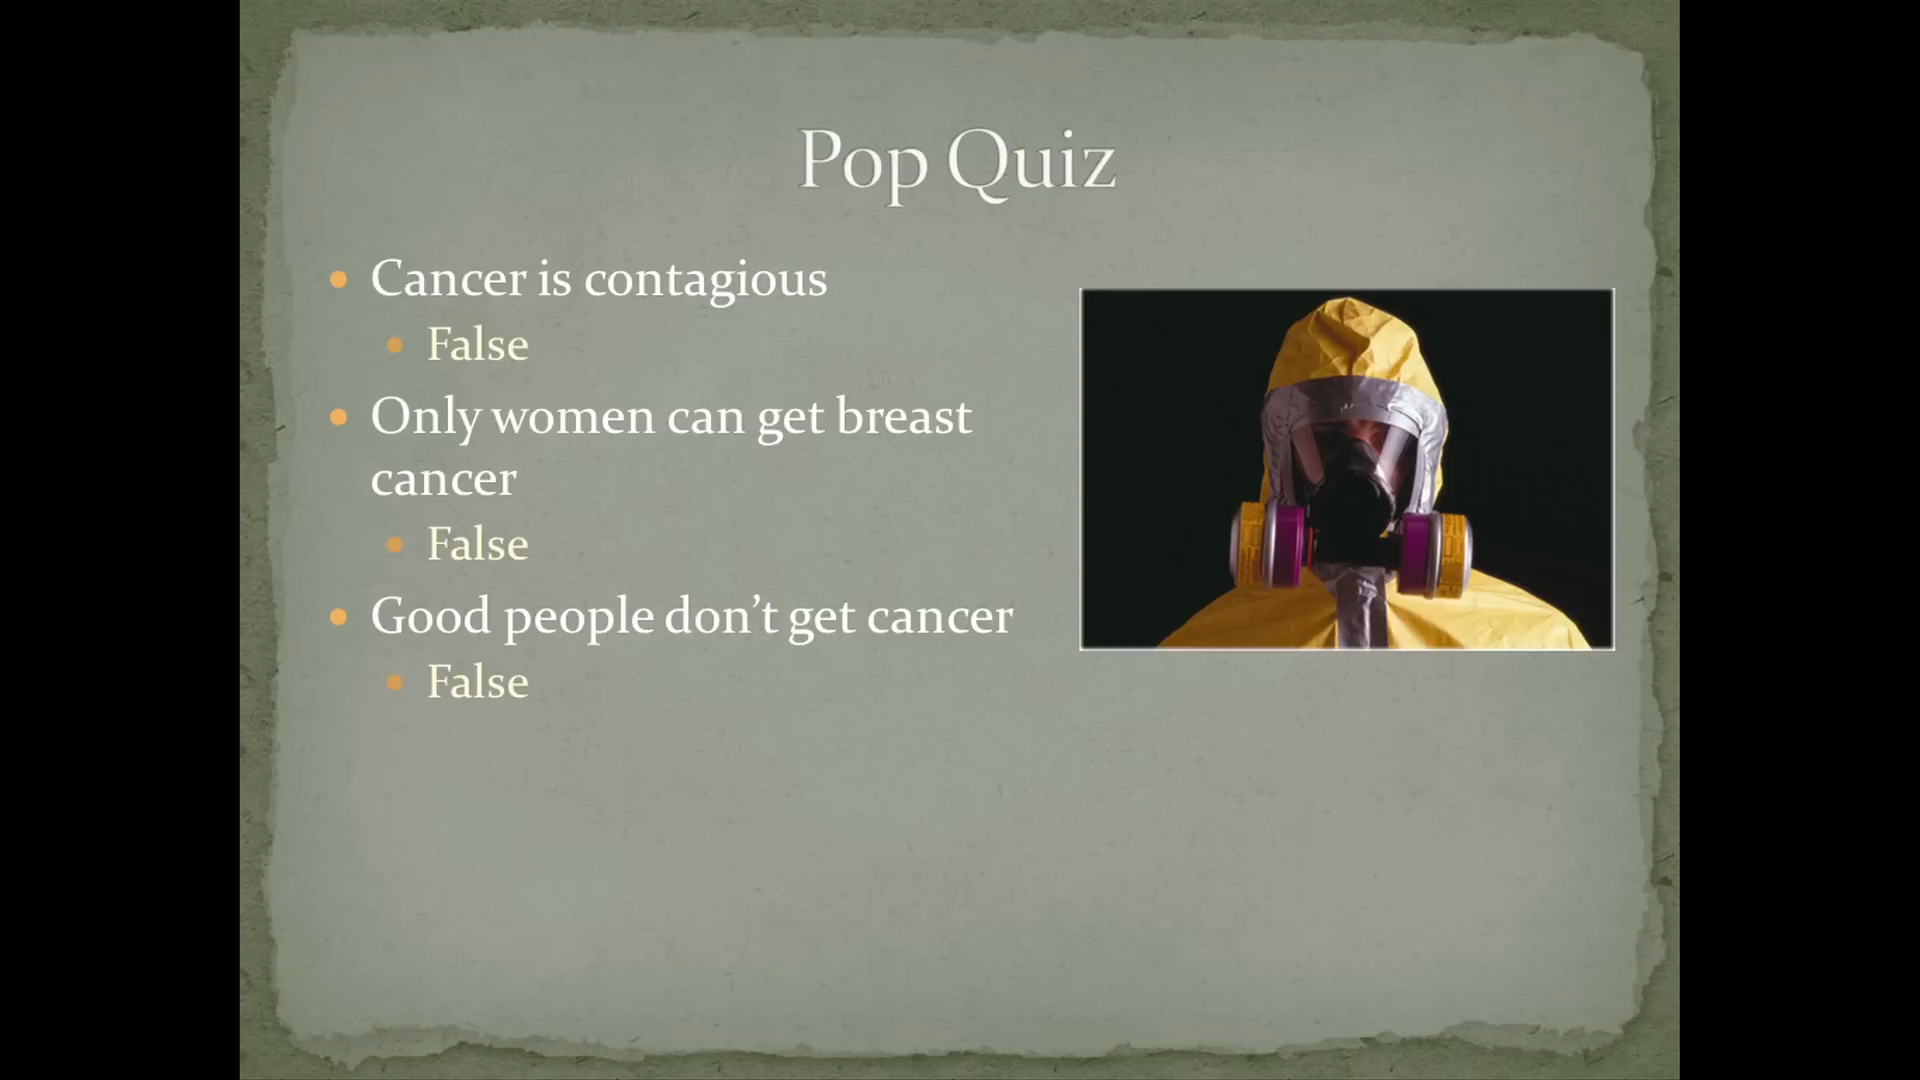 Pop Quiz
Cancer is contagious
False
Only women can get breast
cancer
False
Good people don’t get cancer
False